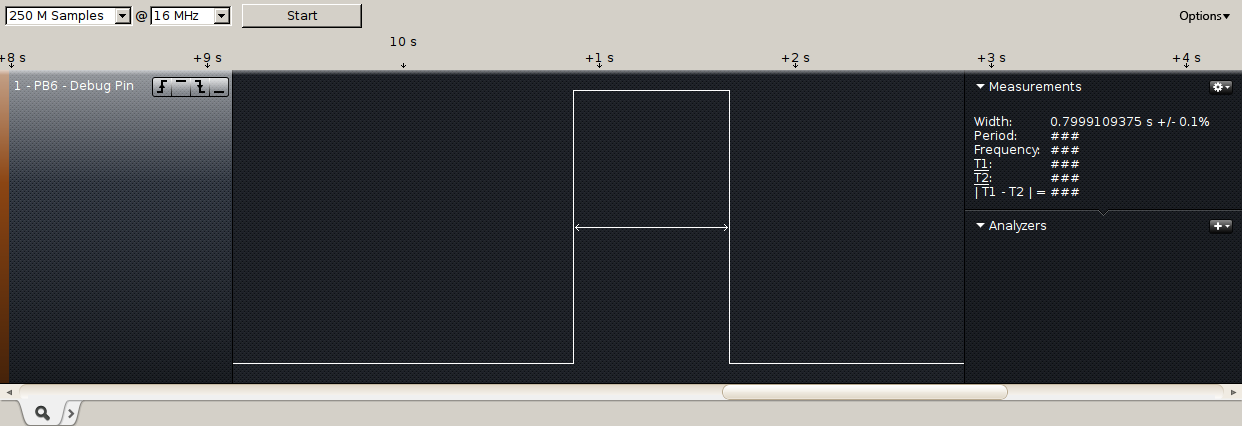 250 M Samples @ 16 MHz Start Options
10 s
+8 s +9 s +1 s +2 s +3 s +4 s
1 - PB6 - Debug Pin
Measurements
Width: 0.7999109375 s +/- 0.1%
Period: ###
Frequency: ###
T1: ###
T2: ###
| T1 - T2 | = ###
Analyzers